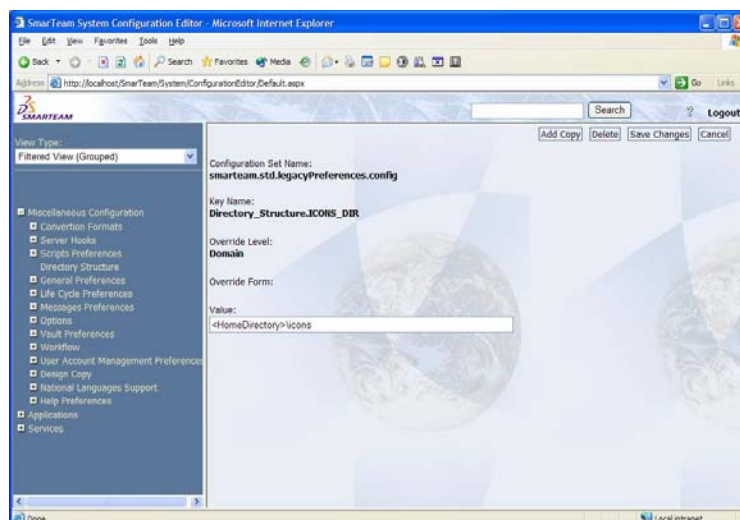 SmarTeam System Configuration Editor - Microsoft Internet Explorer
File Edit View Favorites Tools Help
Back Search Favorites Media
Address http://localhost/SmarTeam/System/ConfigurationEditor/Default.aspx Go Links
SMARTEAM Search ? Logout
Add Copy Delete Save Changes Cancel
View Type:
Filtered View (Grouped)
Configuration Set Name:
smarteam.std.legacyPreferences.config
Key Name:
Directory_Structure.ICONS_DIR
Override Level:
Domain
Override Form:
Value:
<HomeDirectory>\icons
Miscellaneous Configuration
Convertion Formats
Server Hooks
Scripts Preferences
Directory Structure
General Preferences
Life Cycle Preferences
Messages Preferences
Options
Vault Preferences
Workflow
User Account Management Preferences
Design Copy
National Languages Support
Help Preferences
Applications
Services
Done Local intranet